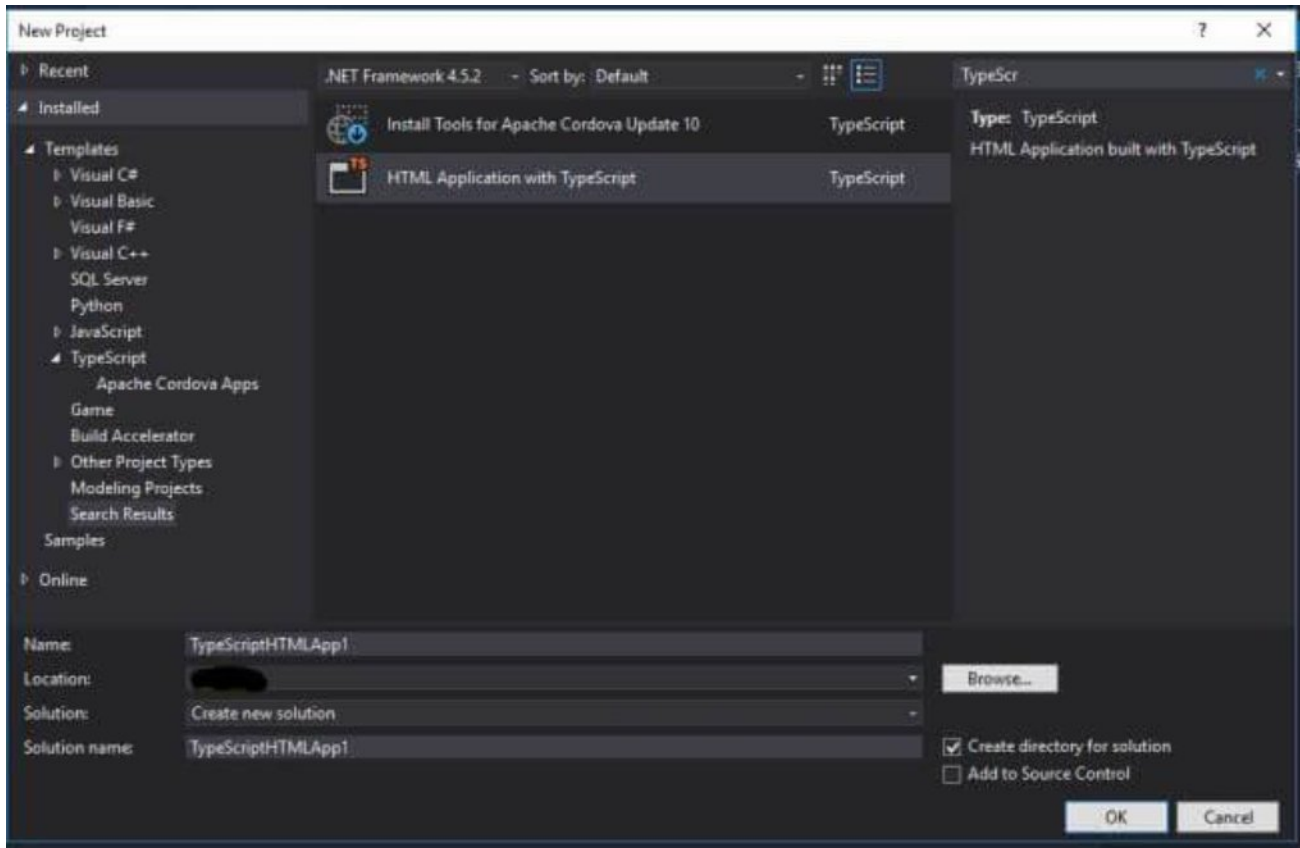 New Project
?
Recent
.NET Framework 4.5.2
Sort by: Default
TypeScr
Installed
Install Tools for Apache Cordova Update 10
TypeScript
Type: TypeScript
HTML Application built with TypeScript
Templates
HTML Application with TypeScript
TypeScript
TS
Visual C#
Visual Basic
Visual F#
Visual C++
SQL Server
Python
JavaScript
TypeScript
Apache Cordova Apps
Game
Build Accelerator
Other Project Types
Modeling Projects
Search Results
Samples
Online
Name: TypeScriptHTMLApp1
Location:
Browse...
Solution: Create new solution
Solution name: TypeScriptHTMLApp1
Create directory for solution
Add to Source Control
OK
Cancel